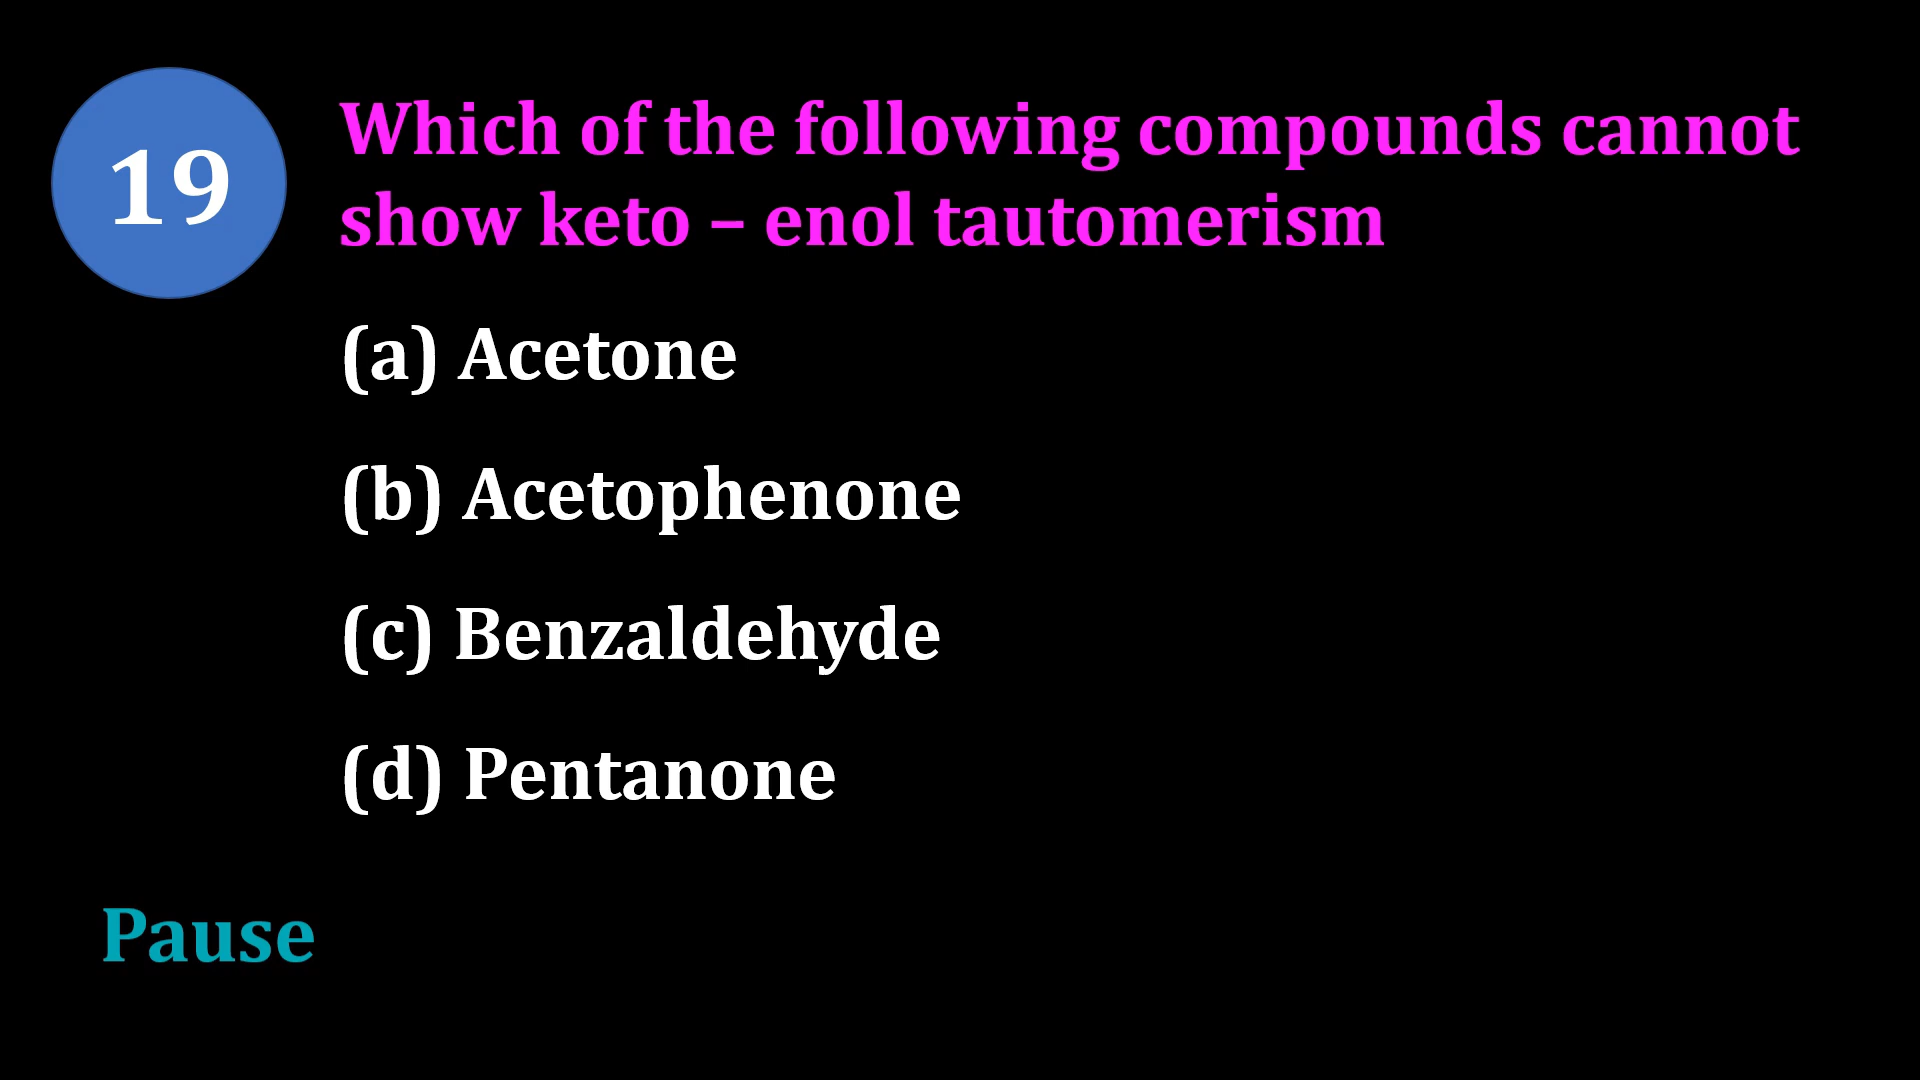 19
Which of the following compounds cannot
show keto – enol tautomerism
(a) Acetone
(b) Acetophenone
(c) Benzaldehyde
(d) Pentanone
Pause